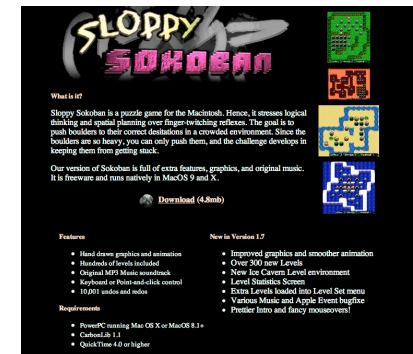 SLOPPY
SOKOBAN
What is it?
Sloppy Sokoban is a puzzle game for the Macintosh. Hence, it stresses logical
thinking and spatial planning over finger-twitching reflexes. The goal is to
push boulders to their correct desitations in a crowded environment. Since the
boulders are so heavy, you can only push them, and the challenge develops in
keeping them from getting stuck.
Our version of Sokoban is full of extra features, graphics, and original music.
It is freeware and runs natively in MacOS 9 and X.
Download (4.8mb)
Features
Hand drawn graphics and animation
Hundreds of levels included
Original MP3 Music soundtrack
Keyboard or Point-and-click control
10,001 undos and redos
Requirements
PowerPC running Mac OS X or MacOS 8.1+
CarbonLib 1.1
QuickTime 4.0 or higher
New in Version 1.7
Improved graphics and smoother animation
Over 300 new Levels
New Ice Cavern Level environment
Level Statistics Screen
Extra Levels loaded into Level Set menu
Various Music and Apple Event bugfixe
Prettier Intro and fancy mouseovers!